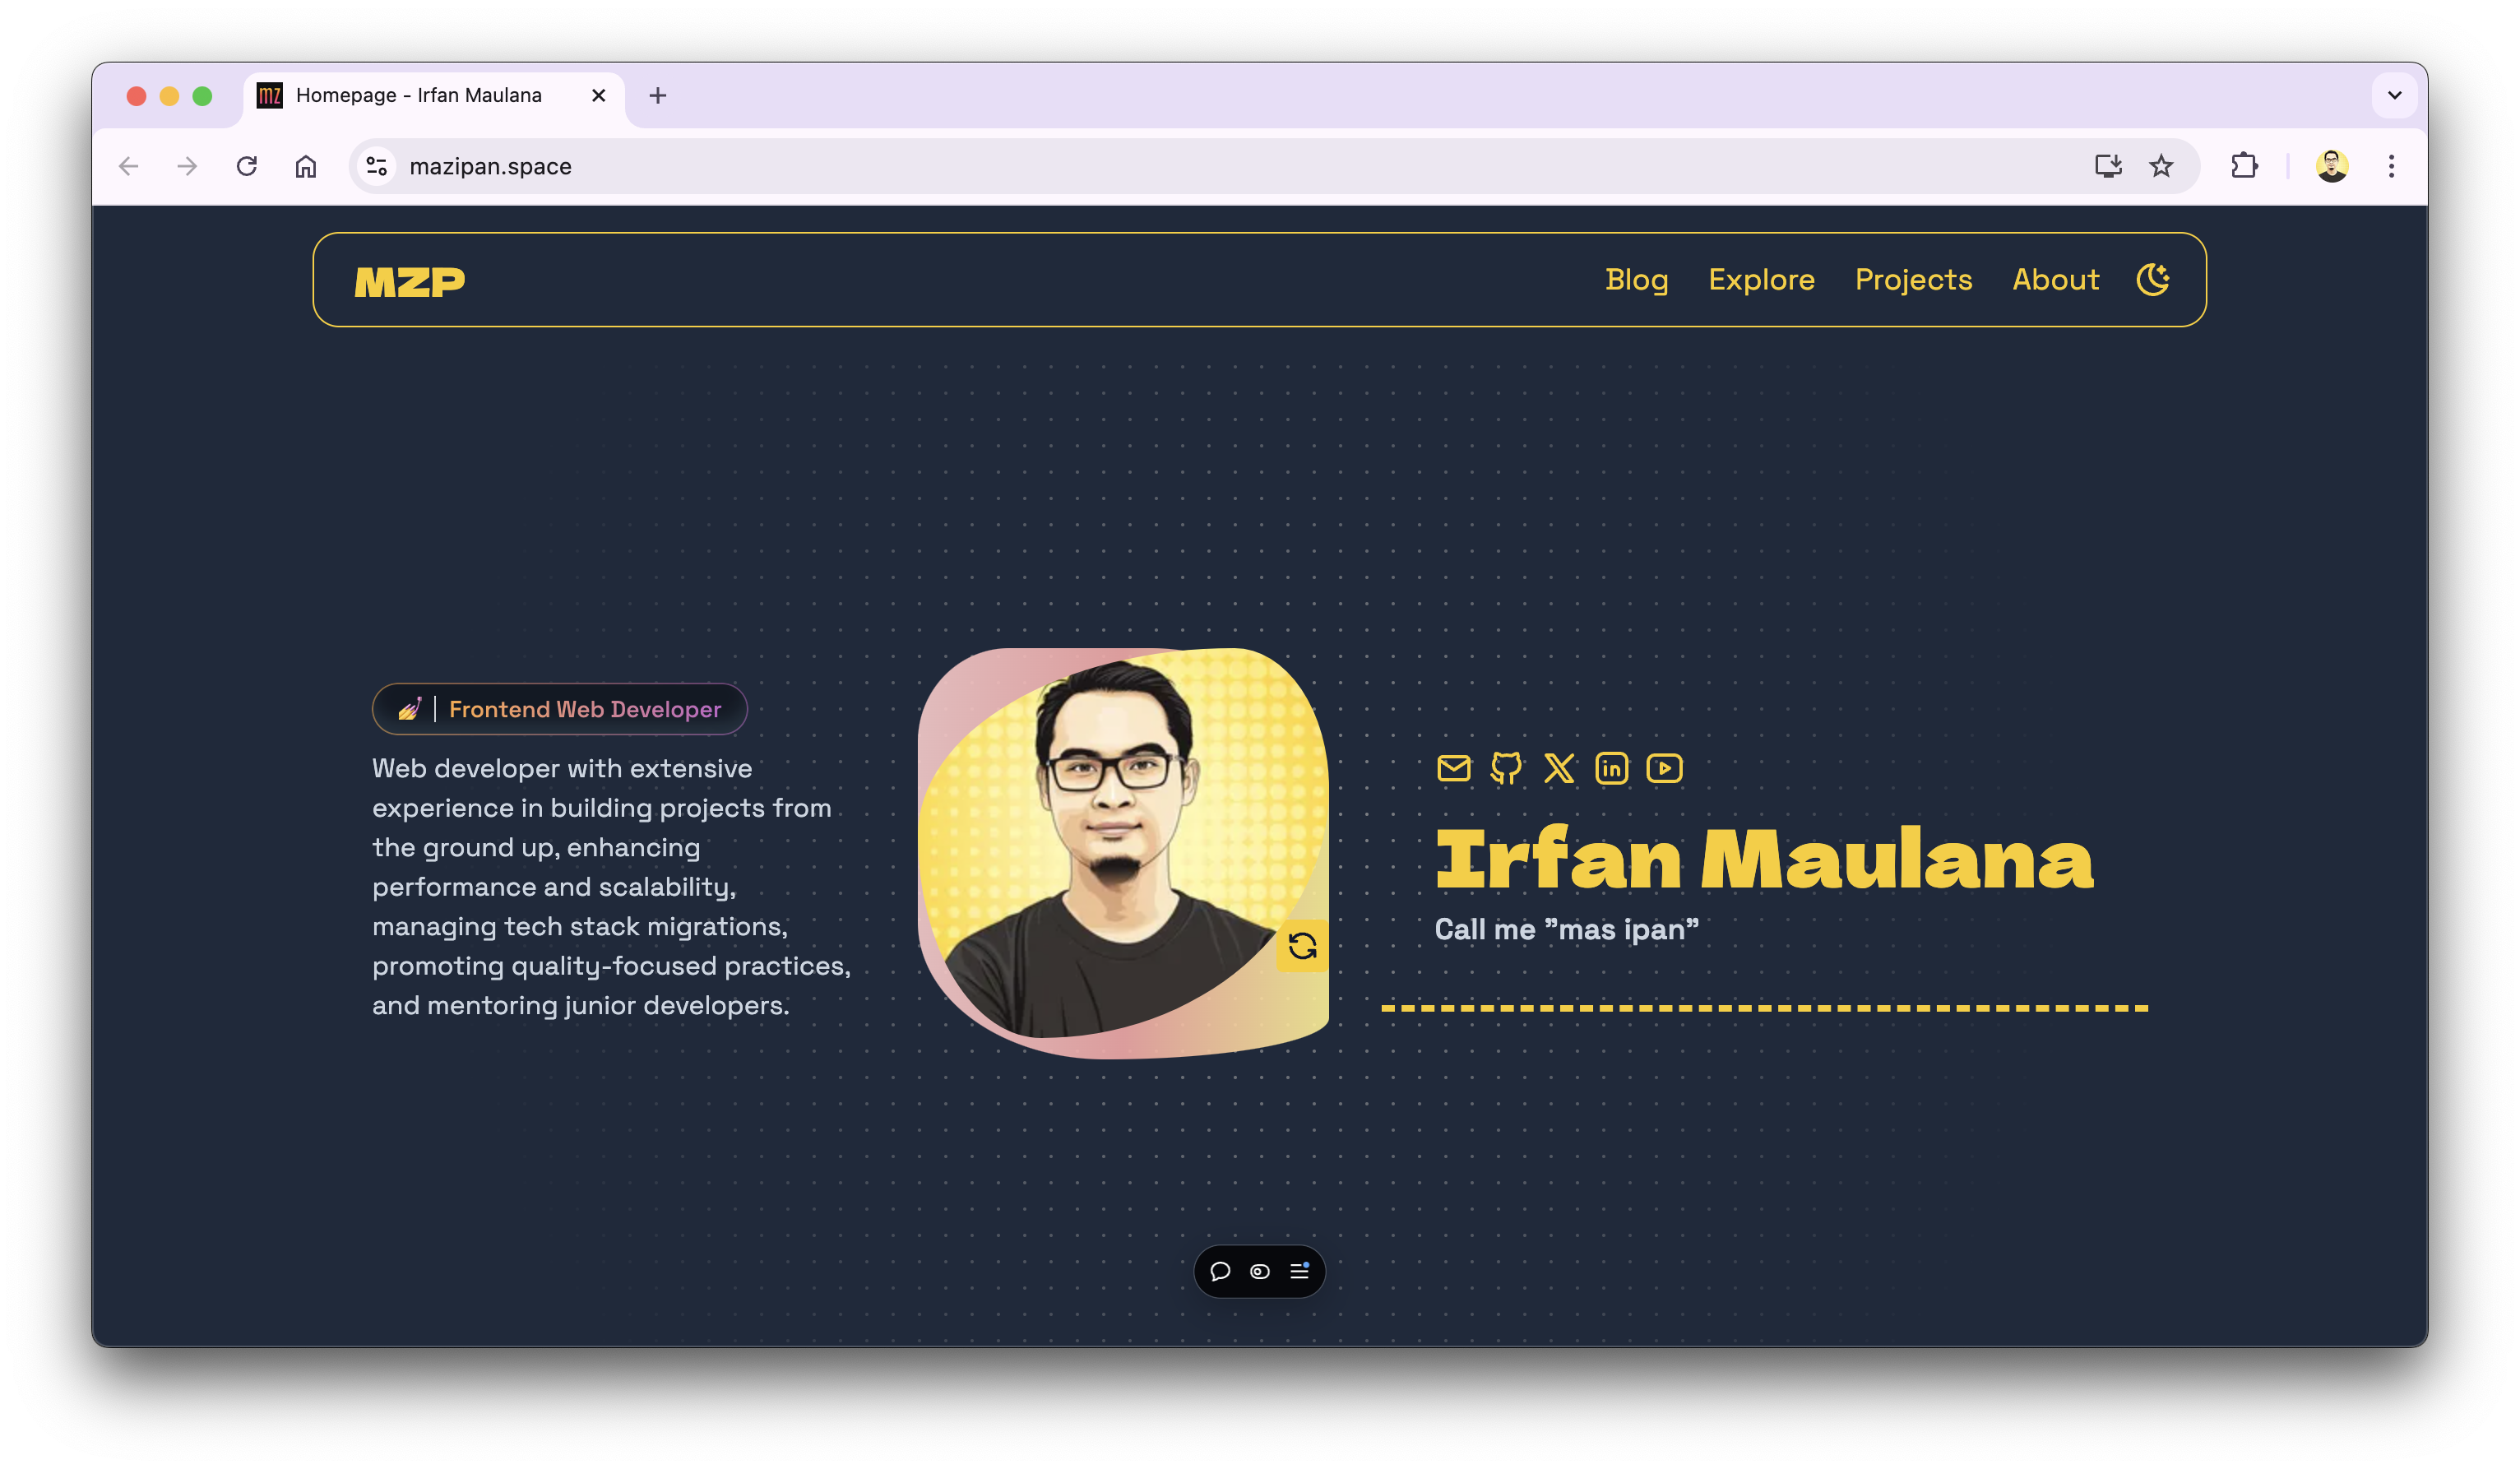 mz Homepage - Irfan Maulana
mazipan.space
MZP
Blog Explore Projects About
Frontend Web Developer
Web developer with extensive
experience in building projects from
the ground up, enhancing
performance and scalability,
managing tech stack migrations,
promoting quality-focused practices,
and mentoring junior developers.
in
Irfan Maulana
Call me ”mas ipan”